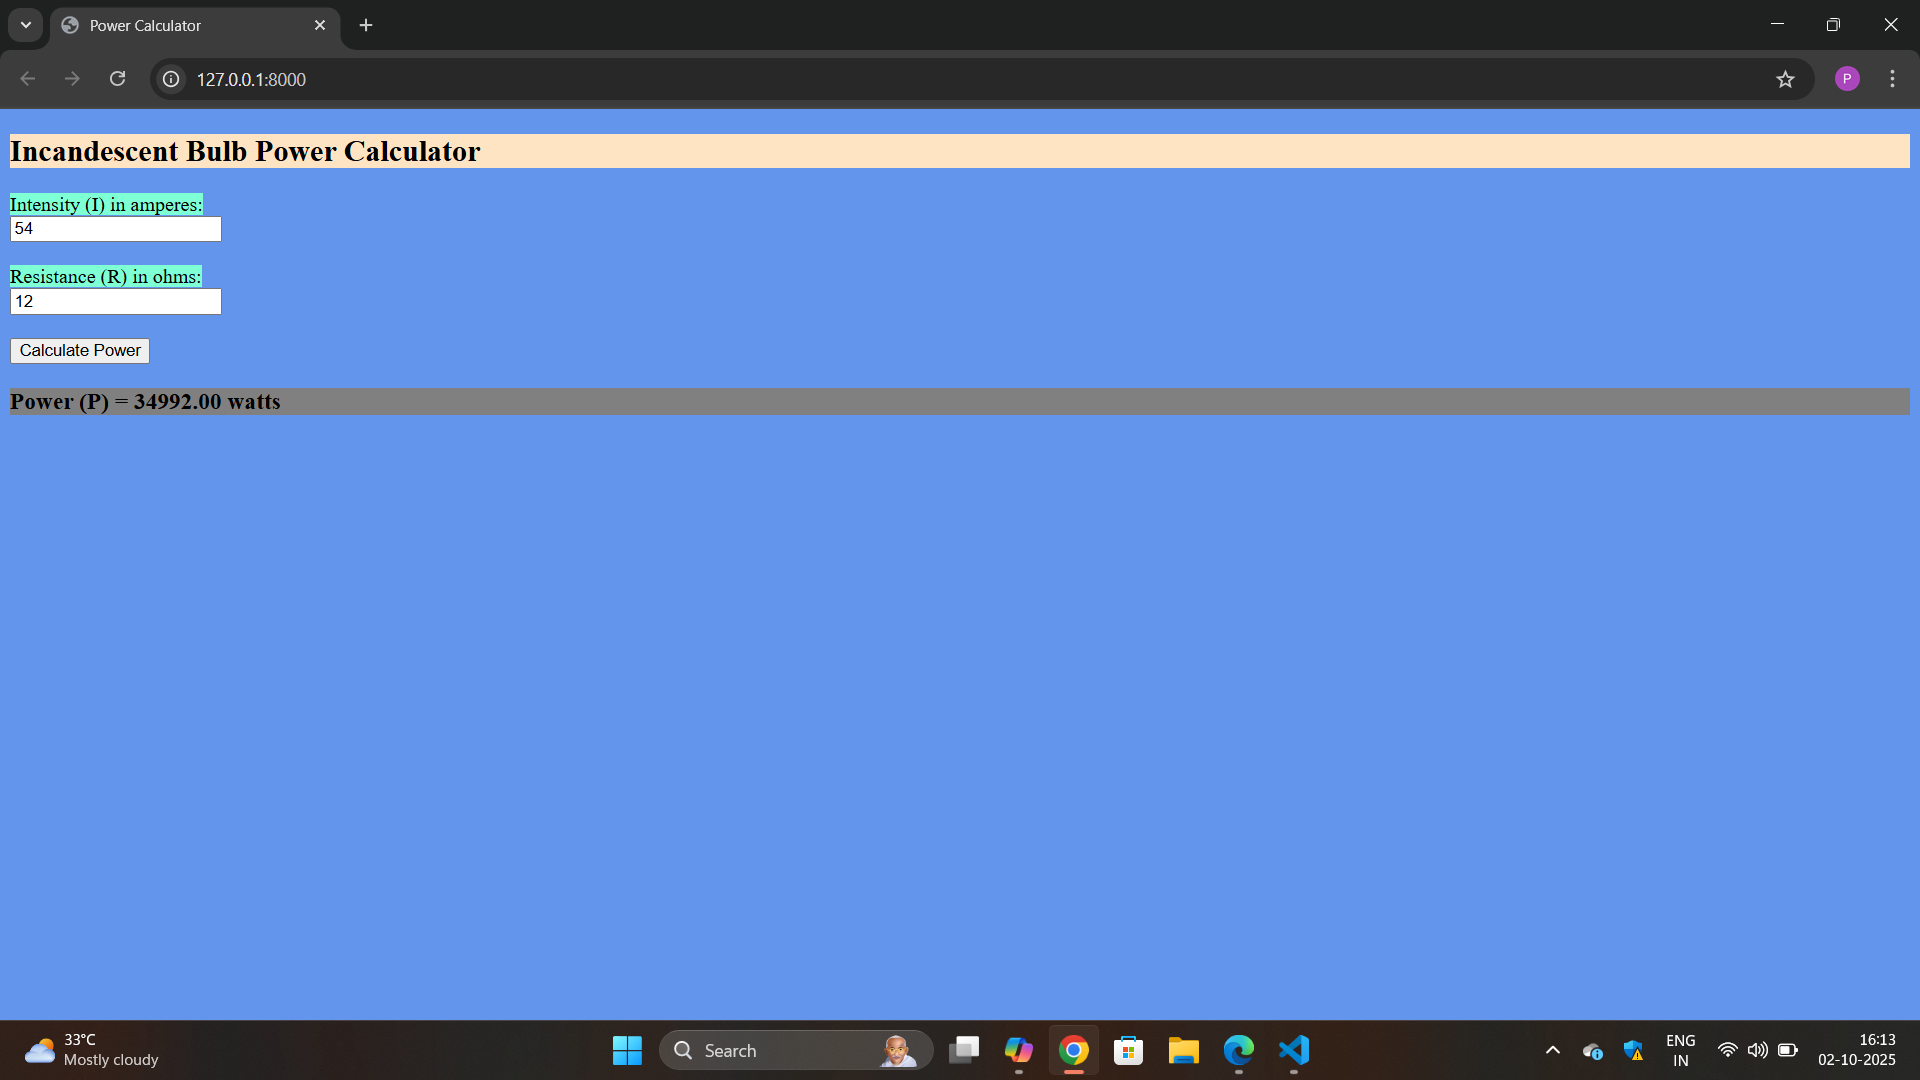 Power Calculator
127.0.0.1:8000
P
Incandescent Bulb Power Calculator
Intensity (I) in amperes:
54
Resistance (R) in ohms:
12
Calculate Power
Power (P) = 34992.00 watts
33°C
Mostly cloudy
Search
ENG
IN
16:13
02-10-2025